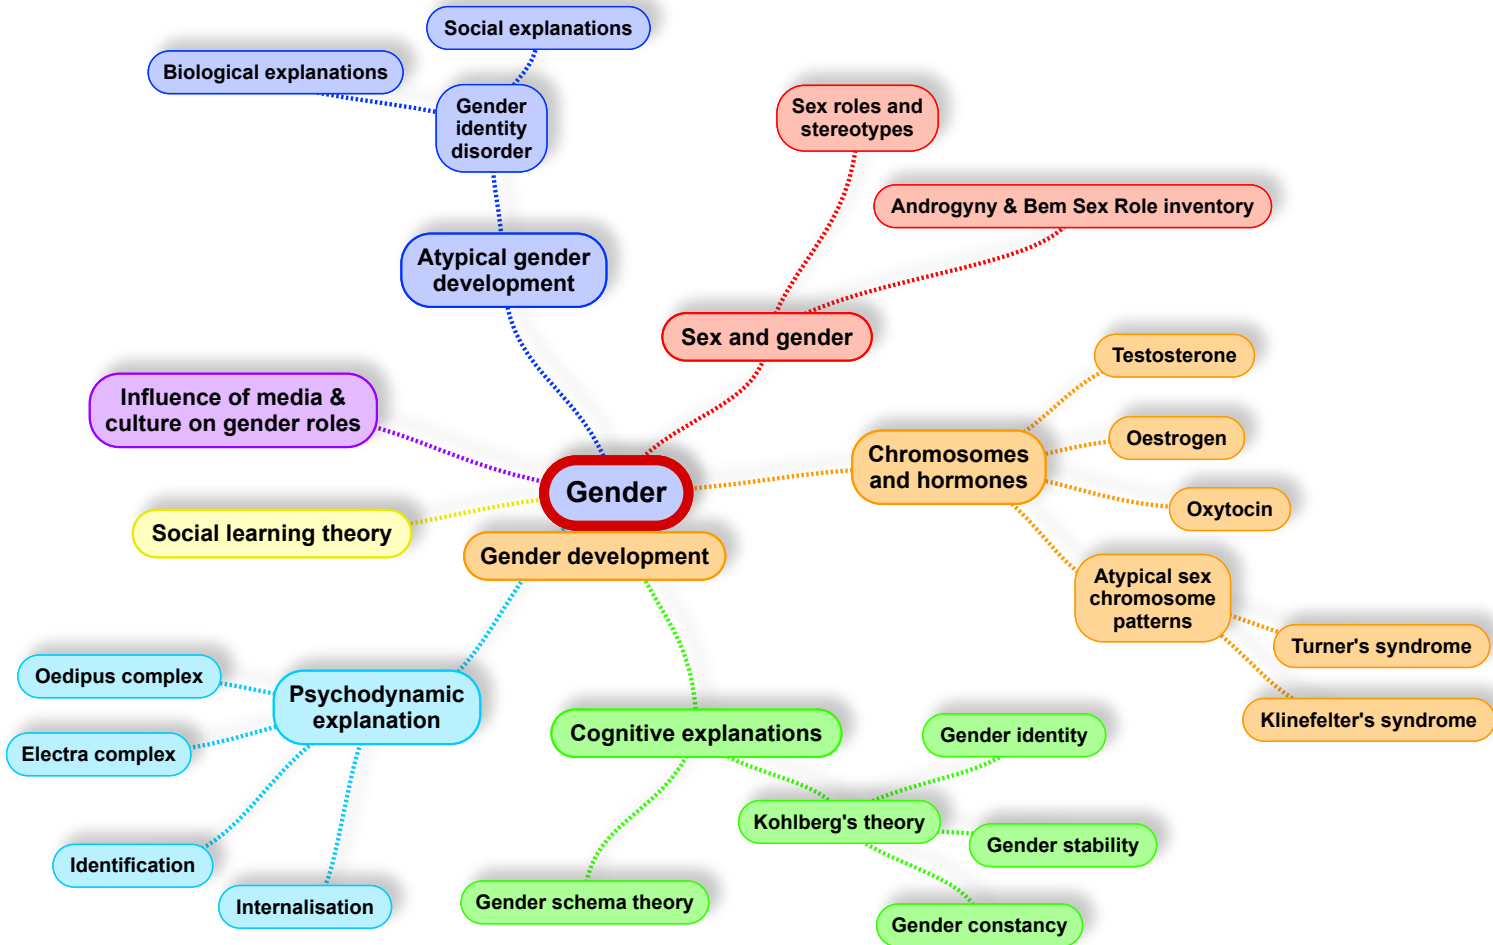 Social explanations
Biological explanations
Gender
identity
disorder
Sex roles and
stereotypes
Androgyny & Bem Sex Role inventory
Atypical gender
development
Sex and gender
Testosterone
Influence of media &
culture on gender roles
Oestrogen
Chromosomes
and hormones
Gender
Oxytocin
Social learning theory
Gender development
Atypical sex
chromosome
patterns
Turner's syndrome
Oedipus complex
Psychodynamic
explanation
Klinefelter's syndrome
Cognitive explanations
Gender identity
Electra complex
Kohlberg's theory
Gender stability
Identification
Internalisation
Gender schema theory
Gender constancy